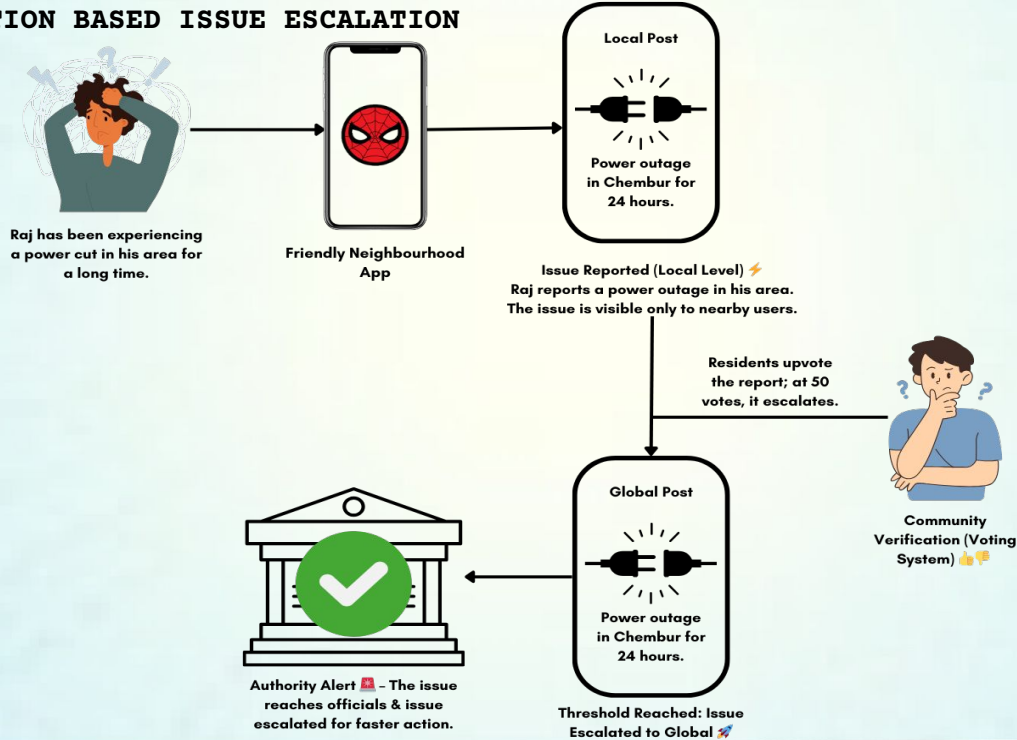 TION BASED ISSUE ESCALATION
Raj has been experiencing
a power cut in his area for
a long time.
Friendly Neighbourhood
App
Local Post
Power outage
in Chembur for
24 hours.
Issue Reported (Local Level) ⚡
Raj reports a power outage in his area.
The issue is visible only to nearby users.
Residents upvote
the report; at 50
votes, it escalates.
Community
Verification (Voting
System) 👍👎
Global Post
Power outage
in Chembur for
24 hours.
Threshold Reached: Issue
Escalated to Global 🚀
Authority Alert 🚨 – The issue
reaches officials & issue
escalated for faster action.